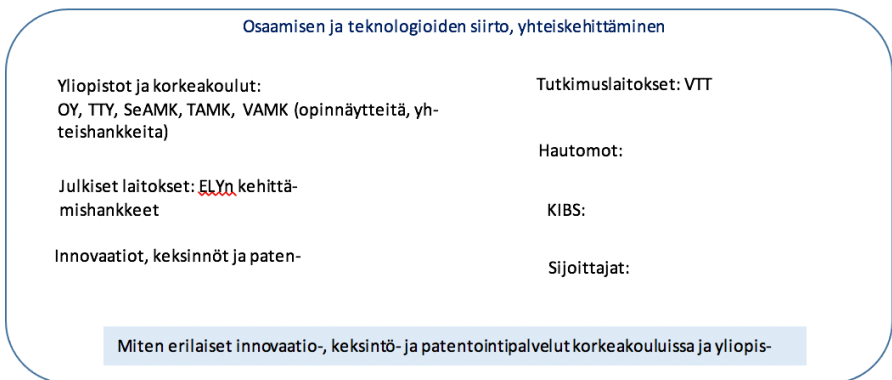 Osaamisen ja teknologioiden siirto, yhteiskehittäminen
Yliopistot ja korkeakoulut:
OY, TTY, SeAMK, TAMK, VAMK (opinnäytteitä, yh-
teishankkeita)
Julkiset laitokset: ELYn kehittä-
mishankkeet
Innovaatiot, keksinnöt ja paten-
Tutkimuslaitokset: VTT
Hautomot:
KIBS:
Sijoittajat:
Miten erilaiset innovaatio-, keksintö- ja patentointipalvelut korkeakouluissa ja yliopis-